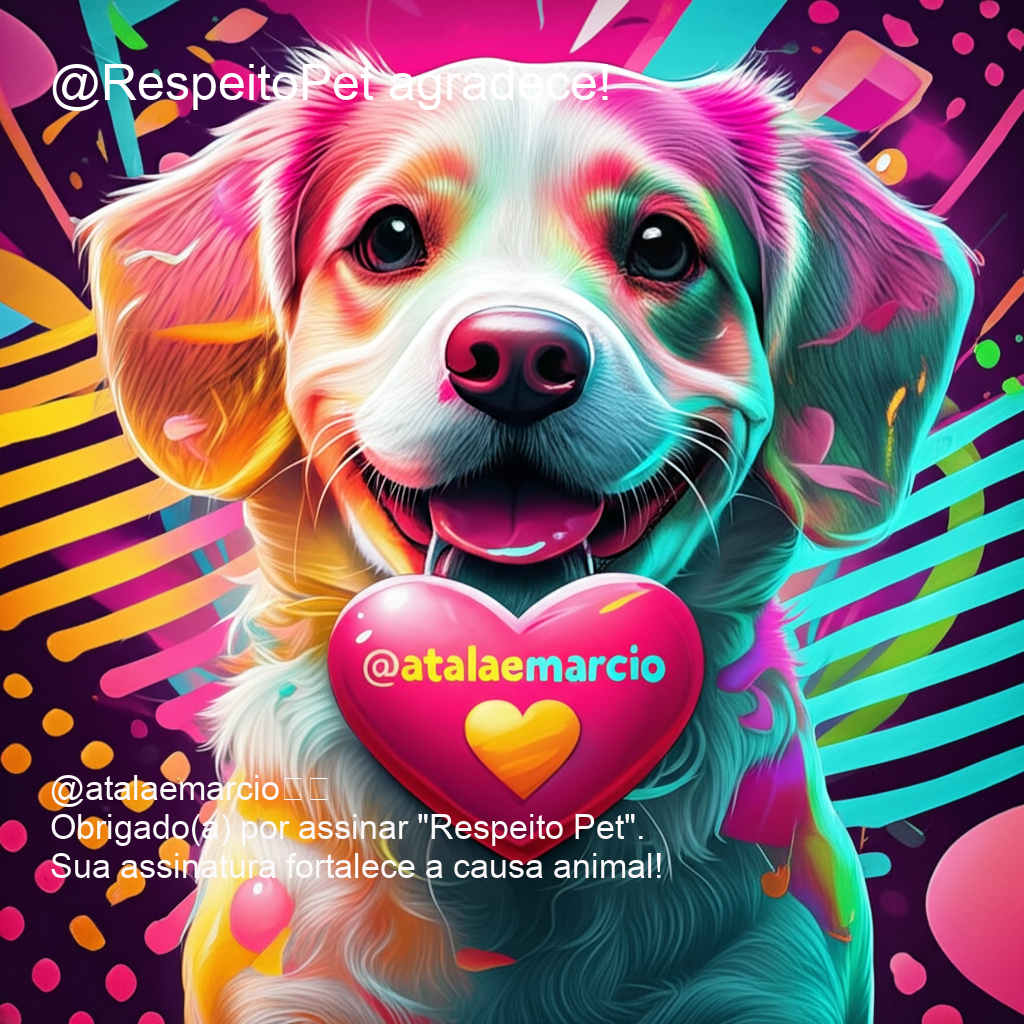 @RespeitoPet agradece!
@atalaemarcio
@atalaemarcio□□
Obrigado(a) por assinar "Respeito Pet".
Sua assinatura fortalece a causa animal!